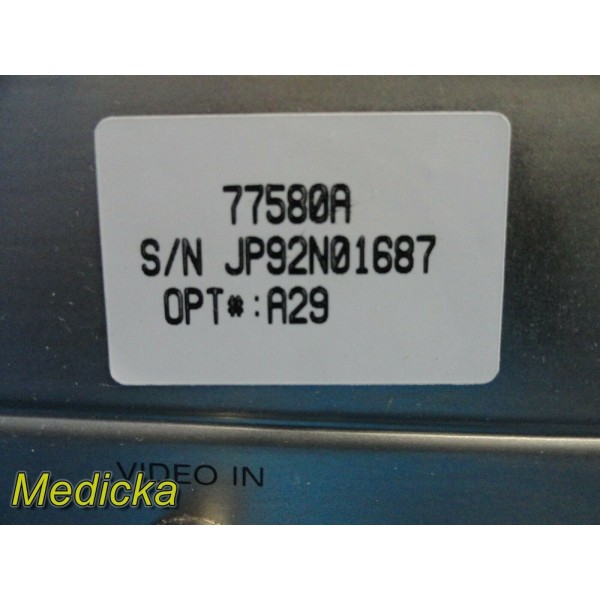 77580A
S/N JP92N01687
OPT#:A29
VIDEO IN
Medicka